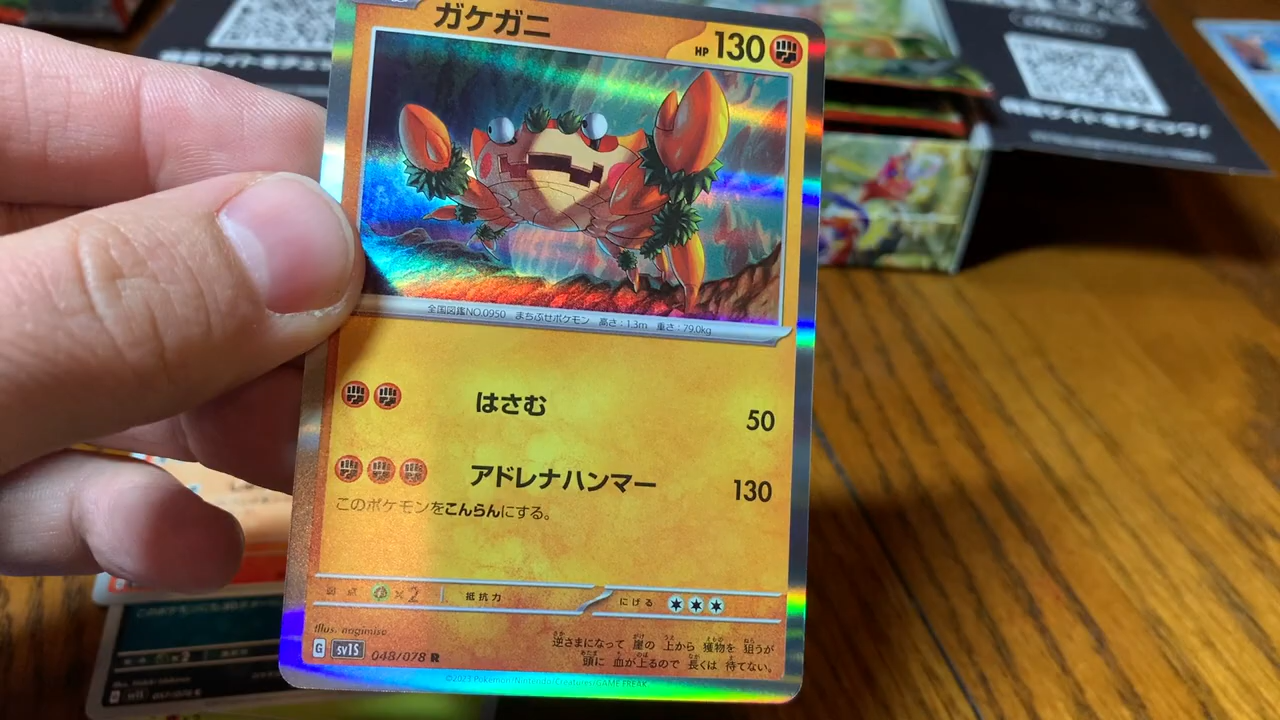 ガケガニ
HP 130
全国図鑑NO.0950 まちぶせポケモン 高さ：1.3m 重さ：79.0kg
はさむ 50
アドレナハンマー 130
このポケモンをこんらんにする。
抵抗力 にげる
Illus. nagimiso
G SV1S 048/078 R
逆さまになって 崖の 上から 獲物を 狙うが
頭に 血が上るので 長くは 待てない。
©2023 Pokémon/Nintendo/Creatures/GAME FREAK